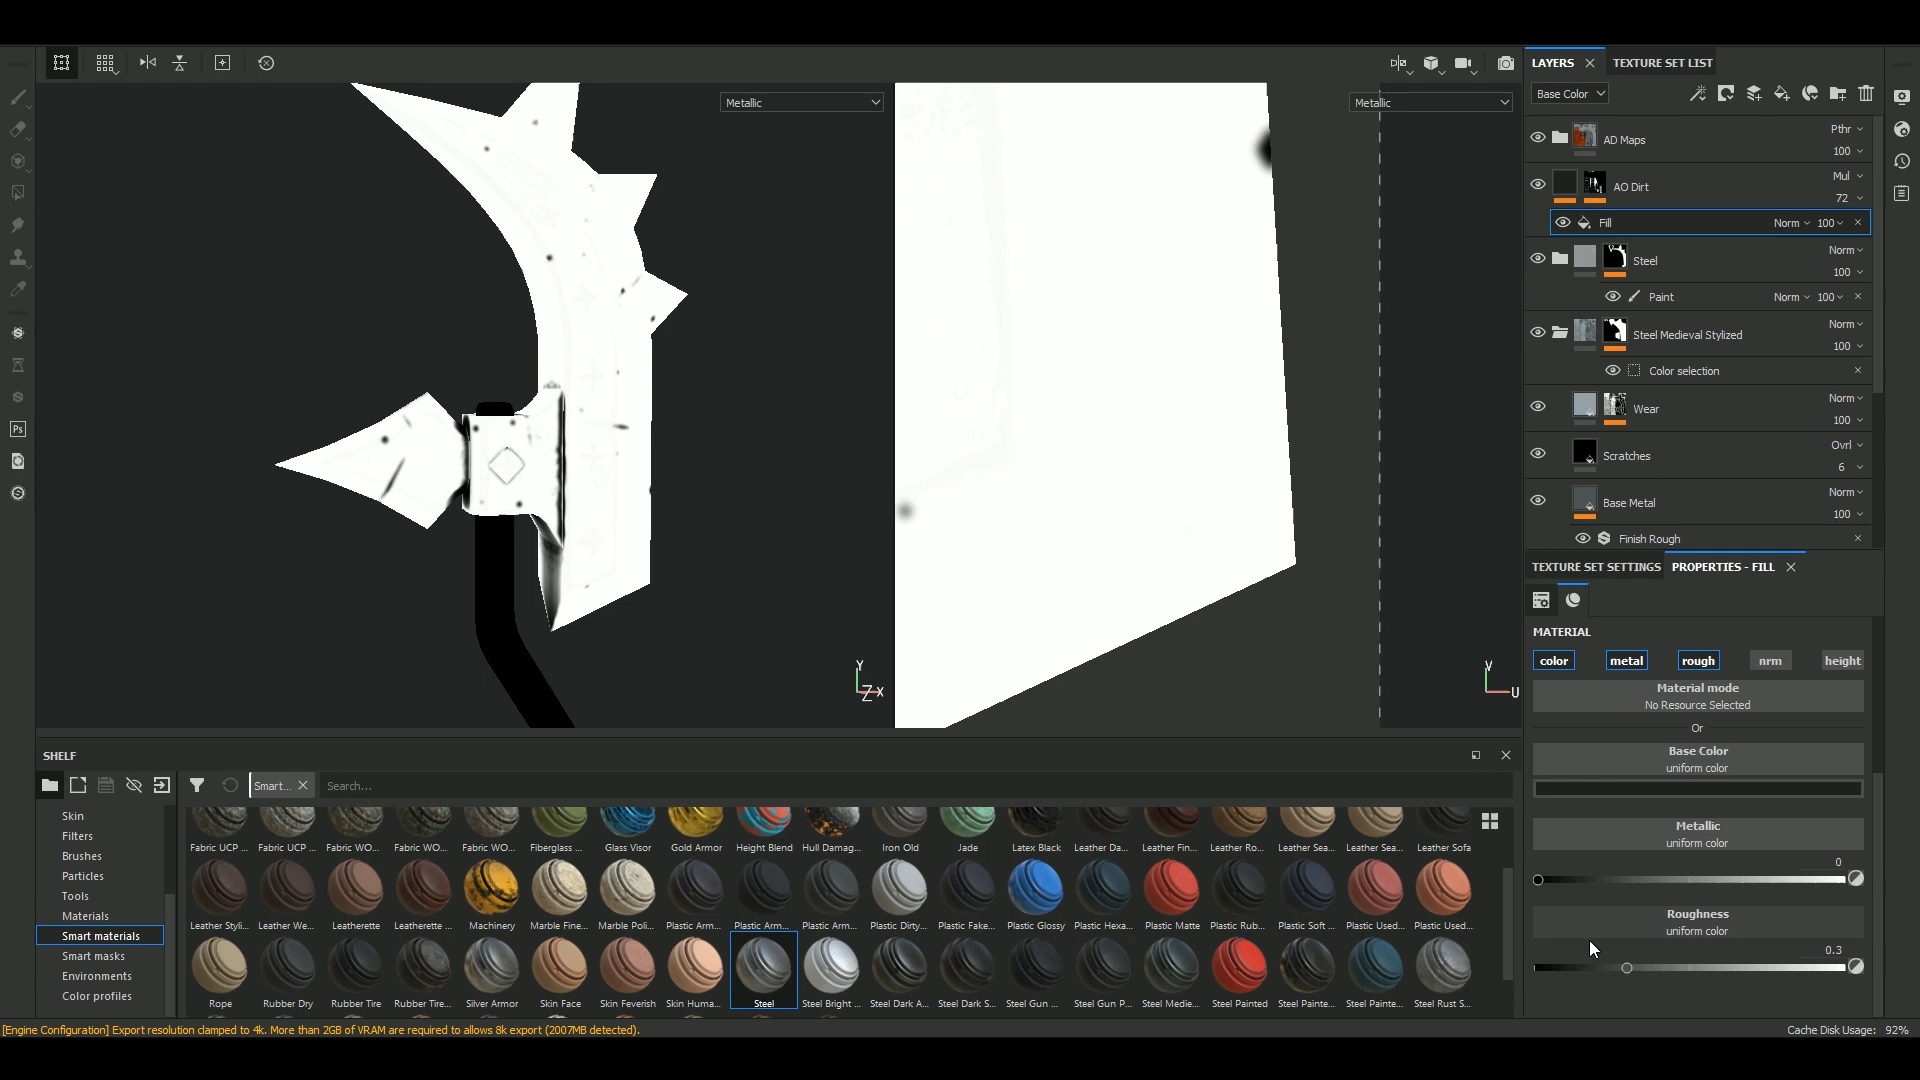 LAYERS
TEXTURE SET LIST
Metallic
Metallic
Base Color
AD Maps
Pthr
100
AO Dirt
Mul
72
Fill
Norm
100
Steel
Norm
100
Paint
Norm
100
Steel Medieval Stylized
Norm
100
Color selection
Wear
Norm
100
Scratches
Ovrl
6
Base Metal
Norm
100
Finish Rough
Ps
Y
Z
X
V
U
TEXTURE SET SETTINGS
PROPERTIES - FILL
MATERIAL
color
metal
rough
nrm
height
Material mode
No Resource Selected
Or
Base Color
uniform color
Metallic
uniform color
0
Roughness
uniform color
0.3
SHELF
Smart...
Search...
Skin
Filters
Brushes
Particles
Tools
Materials
Smart materials
Smart masks
Environments
Color profiles
Fabric UCP ...
Fabric UCP ...
Fabric WO...
Fabric WO...
Fabric WO...
Fiberglass ...
Glass Visor
Gold Armor
Height Blend
Hull Damag...
Iron Old
Jade
Latex Black
Leather Da...
Leather Fin...
Leather Ro...
Leather Sea...
Leather Sea...
Leather Sofa
Leather Styli...
Leather We...
Leatherette
Leatherette ...
Machinery
Marble Fine...
Marble Poli...
Plastic Arm...
Plastic Arm...
Plastic Arm...
Plastic Dirty...
Plastic Fake...
Plastic Glossy
Plastic Hexa...
Plastic Matte
Plastic Rub...
Plastic Soft ...
Plastic Used...
Plastic Used...
Rope
Rubber Dry
Rubber Tire
Rubber Tire...
Silver Armor
Skin Face
Skin Feverish
Skin Huma...
Steel
Steel Bright ...
Steel Dark A...
Steel Dark S...
Steel Gun ...
Steel Gun P...
Steel Medie...
Steel Painted
Steel Painte...
Steel Painte...
Steel Rust S...
[Engine Configuration] Export resolution clamped to 4k. More than 2GB of VRAM are required to allows 8k export (2007MB detected).
Cache Disk Usage: 92%